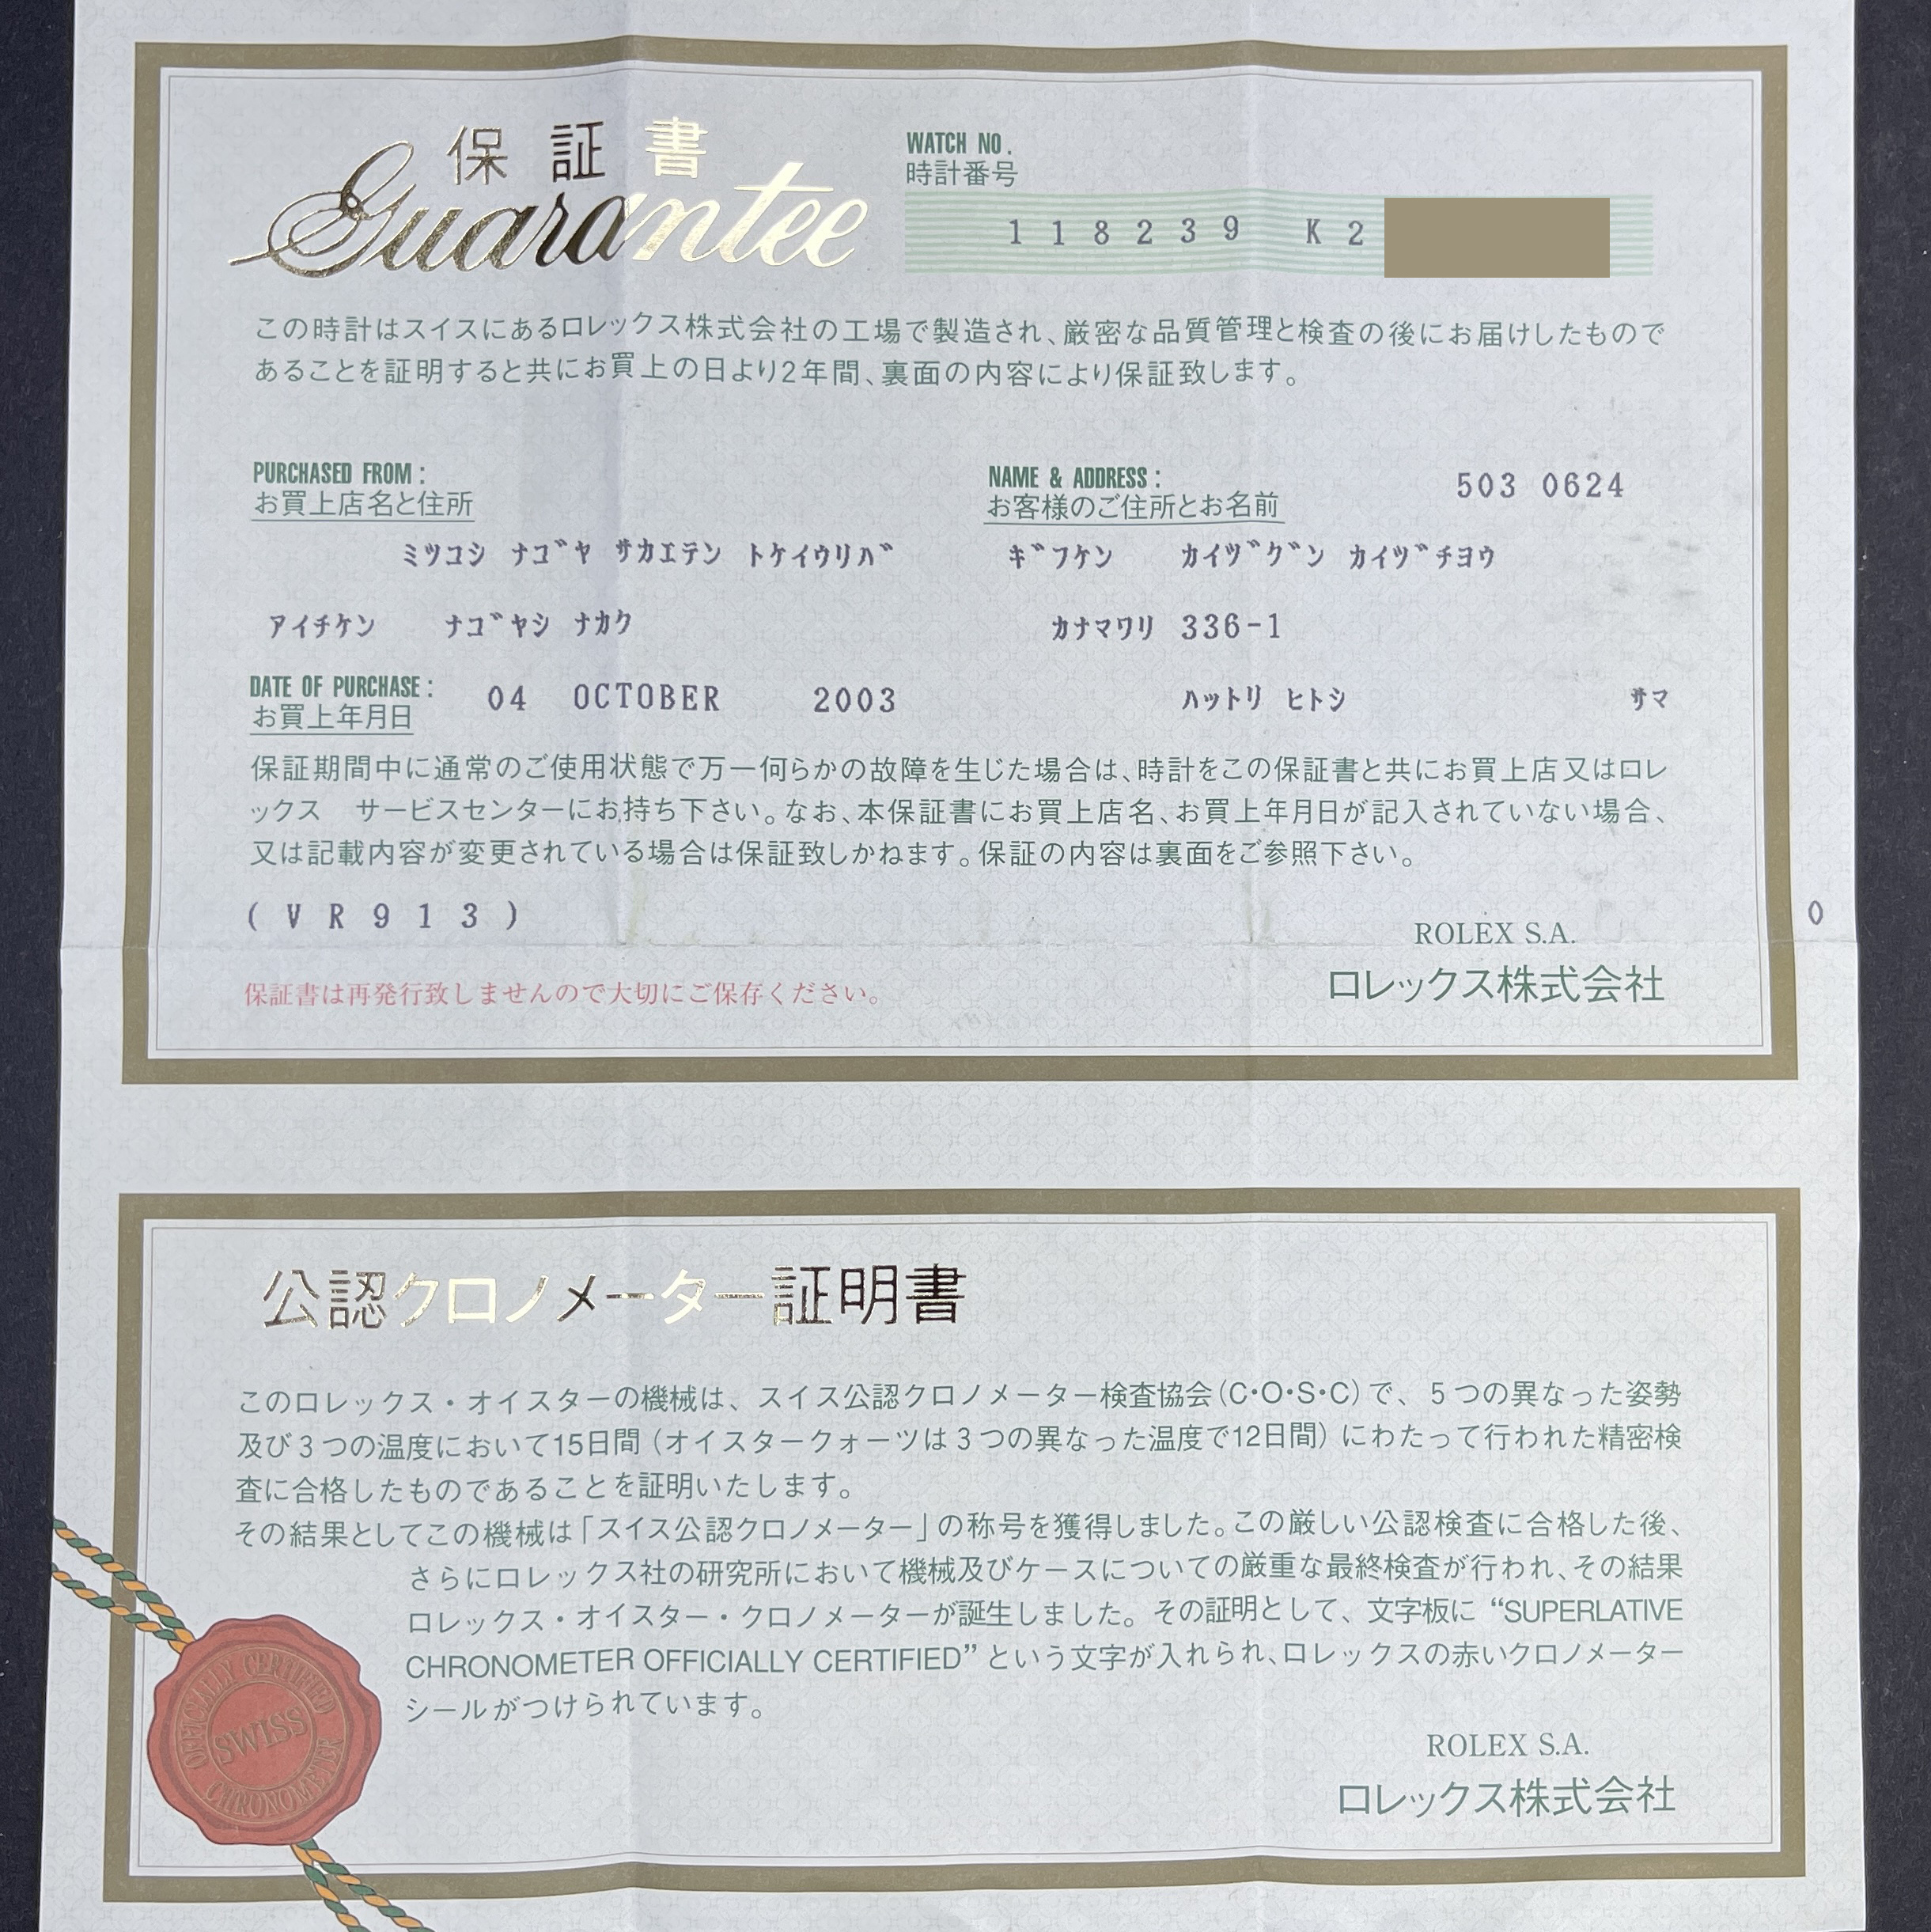 保証書
Guarantee
WATCH NO.
時計番号
118239 K2
この時計はスイスにあるロレックス株式会社の工場で製造され、厳密な品質管理と検査の後にお届けしたもので
あることを証明すると共にお買上の日より2年間、裏面の内容により保証致します。
PURCHASED FROM:
お買上店名と住所
ミツコシ ナゴヤ サカエテン トケイウリバ
アイチケン ナゴヤシ ナカク
NAME & ADDRESS:
お客様のご住所とお名前
503 0624
ギフケン カイヅグン カイヅチヨウ
カナマワリ 336-1
ハットリ ヒトシ サマ
DATE OF PURCHASE:
お買上年月日
04 OCTOBER 2003
保証期間中に通常のご使用状態で万一何らかの故障を生じた場合は、時計をこの保証書と共にお買上店又はロレ
ックス サービスセンターにお持ち下さい。なお、本保証書にお買上店名、お買上年月日が記入されていない場合、
又は記載内容が変更されている場合は保証致しかねます。保証の内容は裏面をご参照下さい。
(VR913)
0
ROLEX S.A.
ロレックス株式会社
保証書は再発行致しませんので大切にご保存ください。
公認クロノメーター証明書
このロレックス・オイスターの機械は、スイス公認クロノメーター検査協会(C・O・S・C)で、5つの異なった姿勢
及び3つの温度において15日間(オイスタークォーツは3つの異なった温度で12日間)にわたって行われた精密検
査に合格したものであることを証明いたします。
その結果としてこの機械は「スイス公認クロノメーター」の称号を獲得しました。この厳しい公認検査に合格した後、
さらにロレックス社の研究所において機械及びケースについての厳重な最終検査が行われ、その結果
ロレックス・オイスター・クロノメーターが誕生しました。その証明として、文字板に“SUPERLATIVE
CHRONOMETER OFFICIALLY CERTIFIED”という文字が入れられ、ロレックスの赤いクロノメーター
シールがつけられています。
OFFICIALLY CERTIFIED
SWISS
CHRONOMETER
ROLEX S.A.
ロレックス株式会社